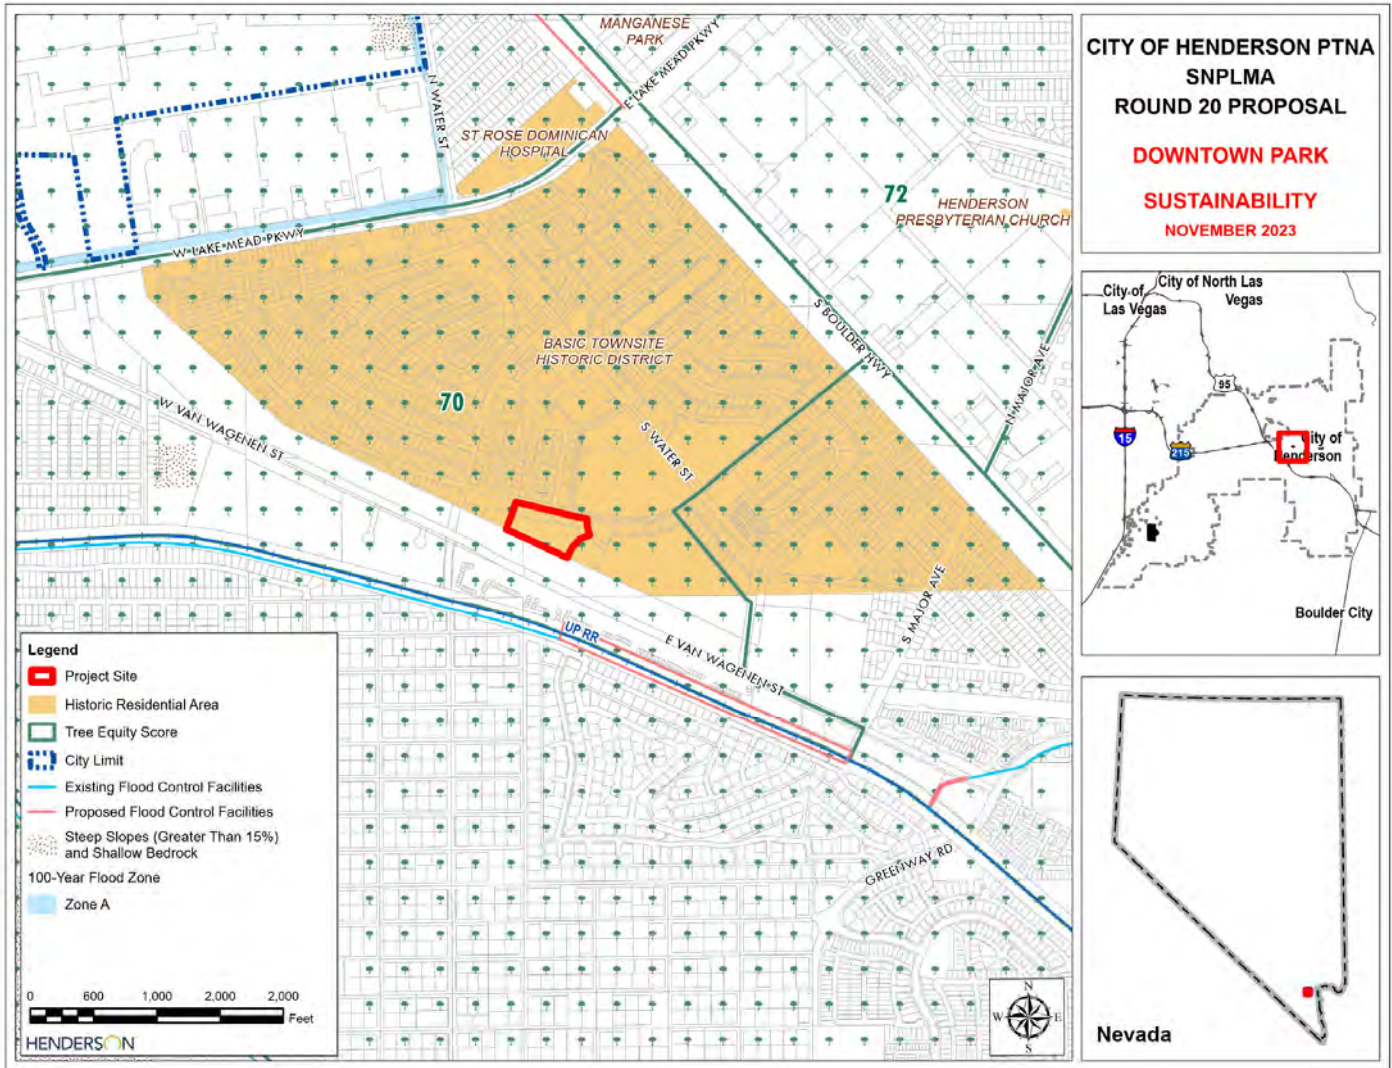 MANGANESE
PARK
E LAKE MEAD PKWY
N WATER ST
ST ROSE DOMINICAN
HOSPITAL
72
HENDERSON
PRESBYTERIAN CHURCH
W LAKE MEAD PKWY
S BOULDER HWY
BASIC TOWNSITE
HISTORIC DISTRICT
N MAJOR AVE
70
W VAN WAGENEN ST
S WATER ST
S MAJOR AVE
UP RR
E VAN WAGENEN ST
GREENWAY RD
Legend
Project Site
Historic Residential Area
Tree Equity Score
City Limit
Existing Flood Control Facilities
Proposed Flood Control Facilities
Steep Slopes (Greater Than 15%)
and Shallow Bedrock
100-Year Flood Zone
Zone A
0 600 1,000 2,000 2,000
Feet
HENDERSON
N
W E
S
CITY OF HENDERSON PTNA
SNPLMA
ROUND 20 PROPOSAL
DOWNTOWN PARK
SUSTAINABILITY
NOVEMBER 2023
City of
Las Vegas
City of North Las
Vegas
95
15
215
City of
Henderson
Boulder City
Nevada